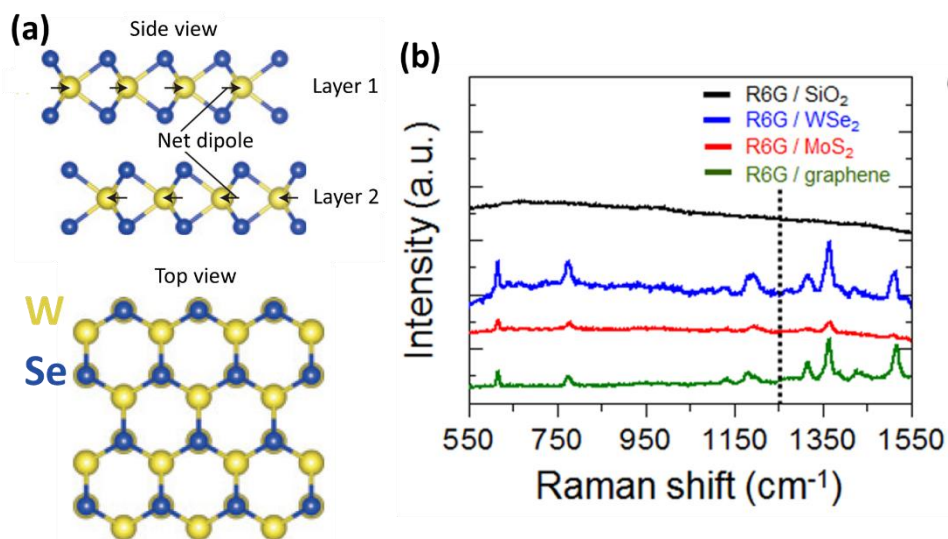 (a)
Side view
Layer 1
Net dipole
Layer 2
Top view
W
Se
(b)
R6G / SiO₂
R6G / WSe₂
R6G / MoS₂
R6G / graphene
Intensity (a.u.)
550 750 950 1150 1350 1550
Raman shift (cm⁻¹)